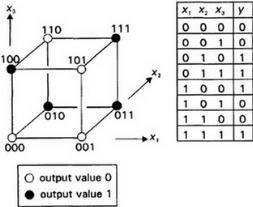 x₃
110
111
100
101
x₂
010
011
x₁
000
001
○ output value 0
● output value 1
x₁ x₂ x₃ y
0 0 0 0
0 0 1 0
0 1 0 1
0 1 1 1
1 0 0 1
1 0 1 0
1 1 0 0
1 1 1 1